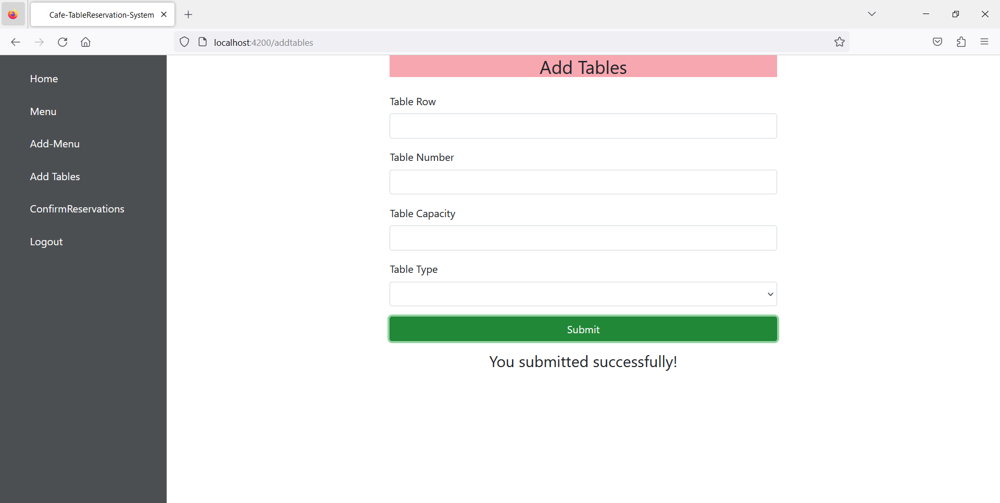 Cafe-TableReservation-System
localhost:4200/addtables
Home
Menu
Add-Menu
Add Tables
ConfirmReservations
Logout
Add Tables
Table Row
Table Number
Table Capacity
Table Type
Submit
You submitted successfully!